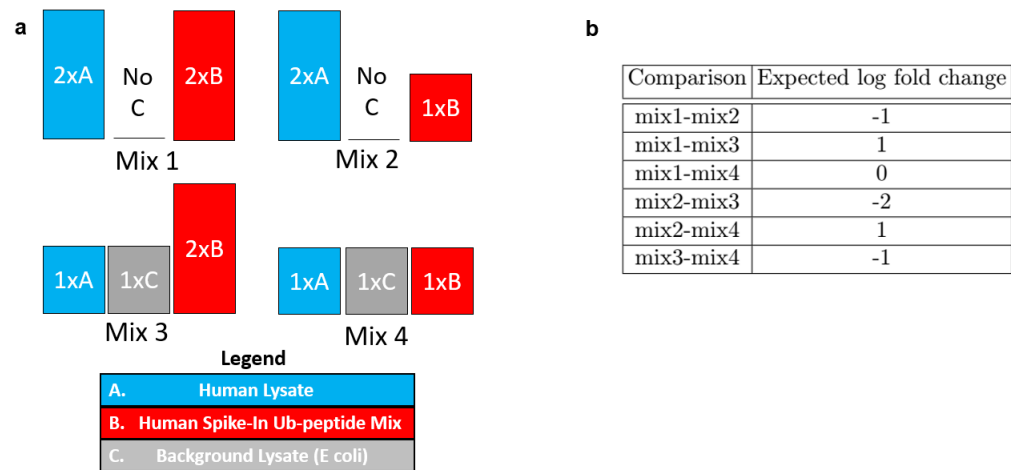 a
2xA
No
C
2xB
Mix 1
2xA
No
C
1xB
Mix 2
1xA
1xC
2xB
Mix 3
1xA
1xC
1xB
Mix 4
Legend
A. Human Lysate
B. Human Spike-In Ub-peptide Mix
C. Background Lysate (E coli)
b
Comparison Expected log fold change
mix1-mix2 -1
mix1-mix3 1
mix1-mix4 0
mix2-mix3 -2
mix2-mix4 1
mix3-mix4 -1